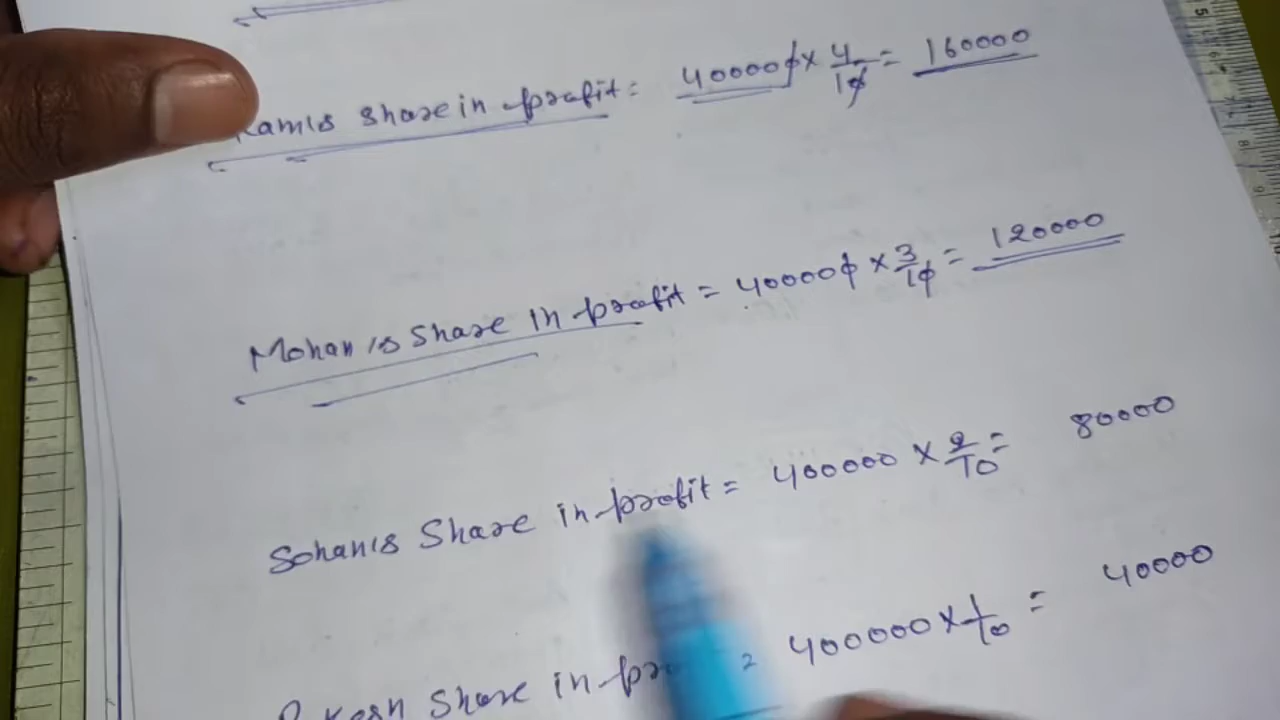 Ram's share in profit = 400000 × 4/10 = 160000
Mohan's Share in profit = 400000 × 3/10 = 120000
Sohan's Share in profit = 400000 × 2/10 = 80000
Share in = 400000 × 1/10 = 40000